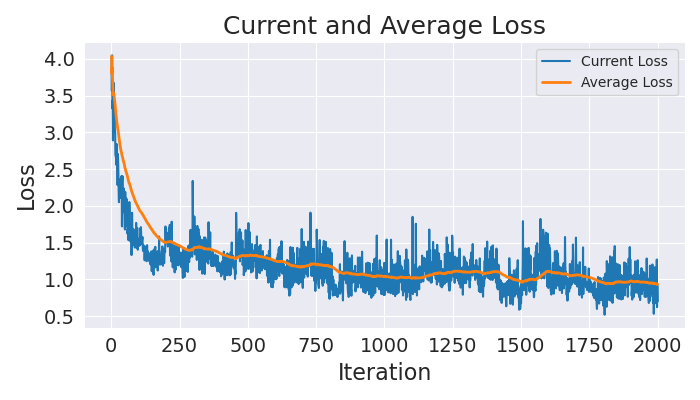 Current and Average Loss
Current Loss
Average Loss
Loss
4.0
3.5
3.0
2.5
2.0
1.5
1.0
0.5
0 250 500 750 1000 1250 1500 1750 2000
Iteration